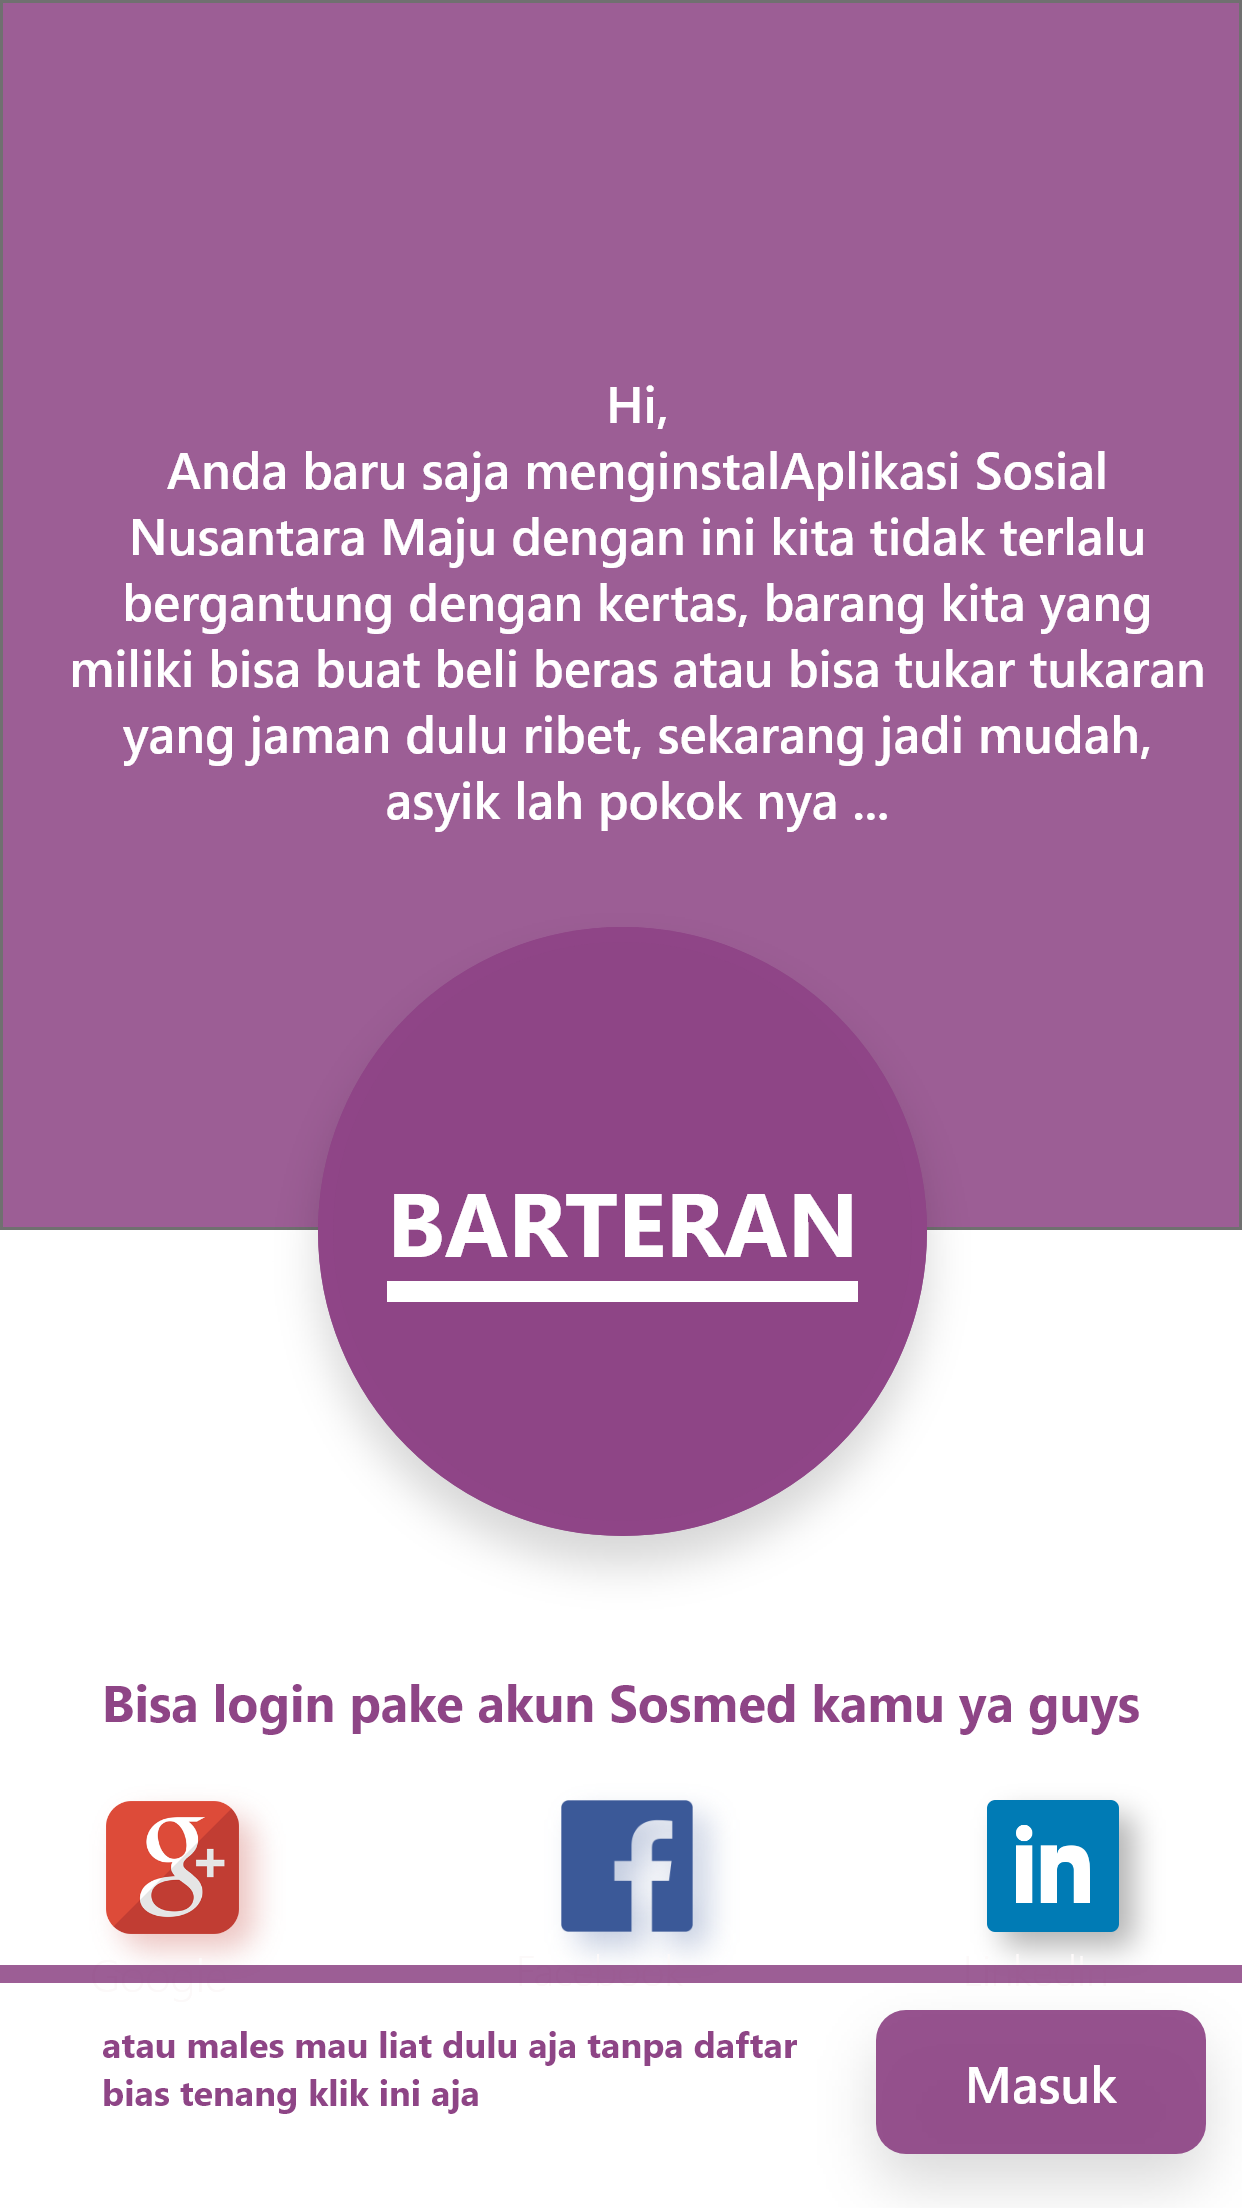 Hi,
Anda baru saja menginstalAplikasi Sosial
Nusantara Maju dengan ini kita tidak terlalu
bergantung dengan kertas, barang kita yang
miliki bisa buat beli beras atau bisa tukar tukaran
yang jaman dulu ribet, sekarang jadi mudah,
asyik lah pokok nya ...
BARTERAN
Bisa login pake akun Sosmed kamu ya guys
g+
f
in
atau males mau liat dulu aja tanpa daftar
bias tenang klik ini aja
Masuk